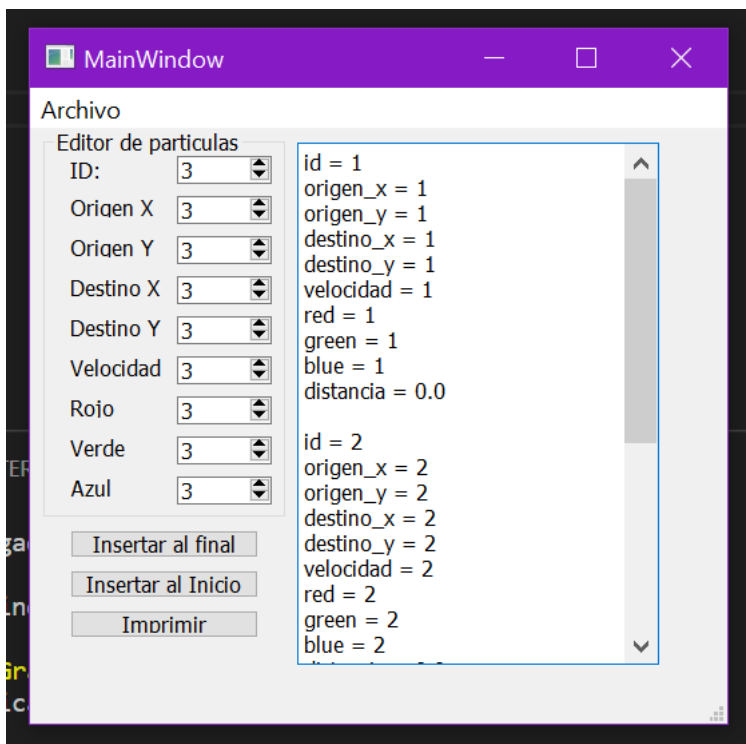 MainWindow
Archivo
Editor de particulas
ID: 3
Origen X 3
Origen Y 3
Destino X 3
Destino Y 3
Velocidad 3
Rojo 3
Verde 3
Azul 3
Insertar al final
Insertar al Inicio
Imprimir
id = 1
origen_x = 1
origen_y = 1
destino_x = 1
destino_y = 1
velocidad = 1
red = 1
green = 1
blue = 1
distancia = 0.0
id = 2
origen_x = 2
origen_y = 2
destino_x = 2
destino_y = 2
velocidad = 2
red = 2
green = 2
blue = 2